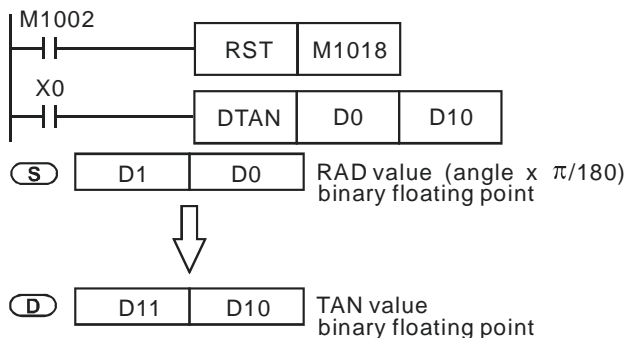 M1002
RST M1018
X0
DTAN D0 D10
S D1 D0 RAD value (angle x π/180)
binary floating point
D D11 D10 TAN value
binary floating point